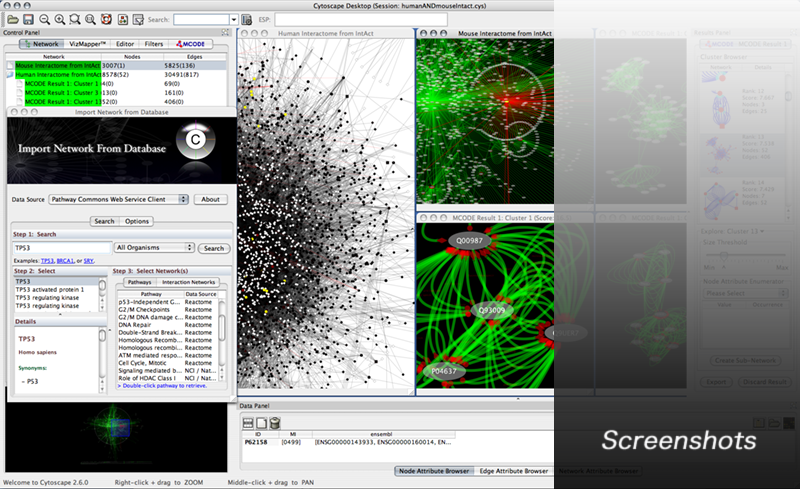 Cytoscape Desktop (Session: humanANDmouseIntact.cys)
Search: ESP:
Control Panel
Network VizMapper™ Editor Filters MCODE
Network Nodes Edges
Mouse Interactome from IntAct 3007(1) 5825(136)
Human Interactome from IntAct 8578(52) 30491(817)
MCODE Result 1: Cluster 1 4(0) 69(0)
MCODE Result 1: Cluster 3 13(0) 161(0)
MCODE Result 1: Cluster 2 52(0) 406(0)
Import Network from Database
C
Import Network From Database
Data Source Pathway Commons Web Service Client About
Search Options
Step 1: Search
TP53 All Organisms Search
Examples: TP53, BRCA1, or SRY.
Step 2: Select
TP53
TP53 activated protein 1
TP53 regulating kinase
TP53 regulating kinase
Details
TP53
Homo sapiens
Synonyms:
- P53
Step 3: Select Network(s)
Pathways Interaction Networks
Pathway Data Source
p53-Independent G... Reactome
G2/M Checkpoints Reactome
G2/M DNA damage c... Reactome
DNA Repair Reactome
Double-Strand Break... Reactome
Homologous Recomb... Reactome
Homologous recombi... Reactome
ATM mediated respo... Reactome
Cell Cycle, Mitotic Reactome
Signaling mediated b... NCI / Nat...
Role of HDAC Class I NCI / Nat...
> Double-click pathway to retrieve.
Human Interactome from IntAct
Mouse Interactome from IntAct
MCODE Result 1: Cluster 1 (Score
Q00987
Q93009
P04637
Data Panel
ID MI ensembl
P62158 [0499] [ENSG00000143933, ENSG00000160014, EN...
Node Attribute Browser Edge Attribute Browser Network Attribute Browser
Results Panel
MCODE Result 1
Cluster Browser
Explore: Cluster 15
Size Threshold
Min Max
Node Attribute Enumerator
Please Select
Value Occurrence
Create Sub-Network
Export Discard Result
Screenshots
Welcome to Cytoscape 2.6.0 Right-click + drag to ZOOM Middle-click + drag to PAN